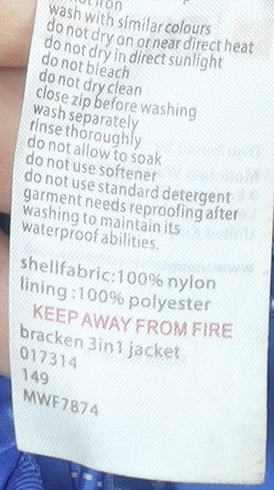 not iron
wash with similar colours
do not dry on or near direct heat
do not dry in direct sunlight
do not bleach
do not dry clean
close zip before washing
wash separately
rinse thoroughly
do not allow to soak
do not use softener
do not use standard detergent
garment needs reproofing after
washing to maintain its
waterproof abilities.
shellfabric:100% nylon
lining :100% polyester
KEEP AWAY FROM FIRE
bracken 3in1 jacket
017314
149
MWF7874